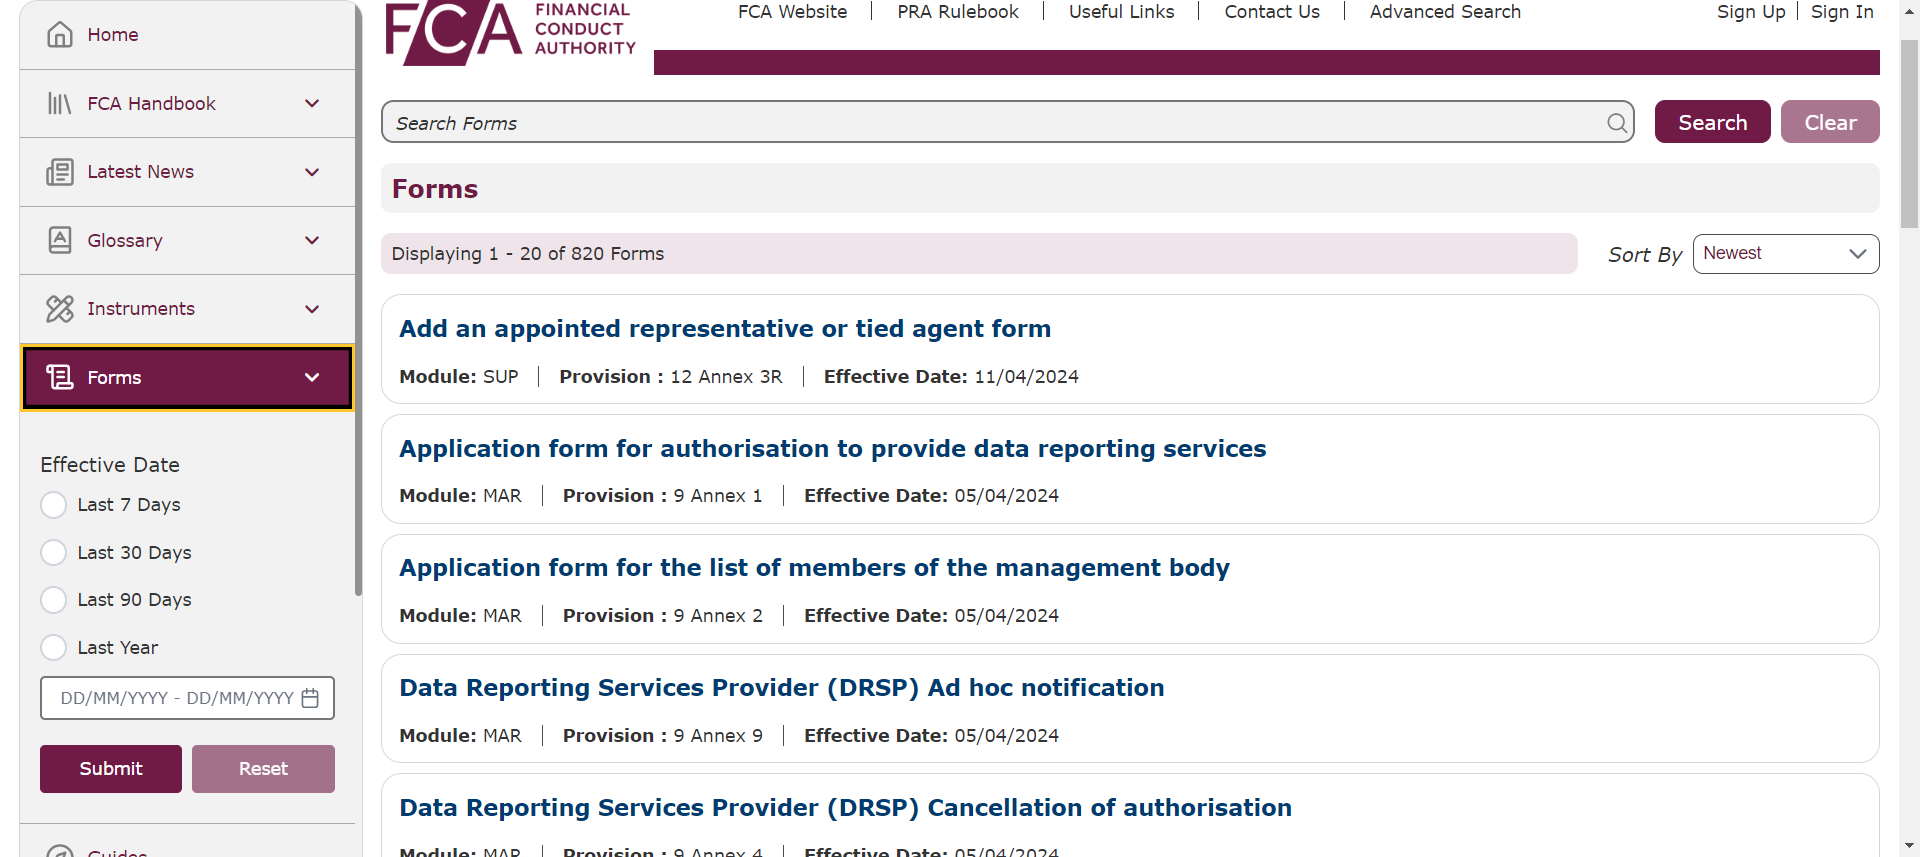 Home
FCA Handbook
Latest News
Glossary
Instruments
Forms
Effective Date
Last 7 Days
Last 30 Days
Last 90 Days
Last Year
DD/MM/YYYY - DD/MM/YYYY
Submit
Reset
Guides
FCA
FINANCIAL
CONDUCT
AUTHORITY
FCA Website
PRA Rulebook
Useful Links
Contact Us
Advanced Search
Sign Up
Sign In
Search Forms
Search
Clear
Forms
Displaying 1 - 20 of 820 Forms
Sort By
Newest
Add an appointed representative or tied agent form
Module: SUP | Provision : 12 Annex 3R | Effective Date: 11/04/2024
Application form for authorisation to provide data reporting services
Module: MAR | Provision : 9 Annex 1 | Effective Date: 05/04/2024
Application form for the list of members of the management body
Module: MAR | Provision : 9 Annex 2 | Effective Date: 05/04/2024
Data Reporting Services Provider (DRSP) Ad hoc notification
Module: MAR | Provision : 9 Annex 9 | Effective Date: 05/04/2024
Data Reporting Services Provider (DRSP) Cancellation of authorisation
Module: MAR | Provision : 9 Annex 4 | Effective Date: 05/04/2024